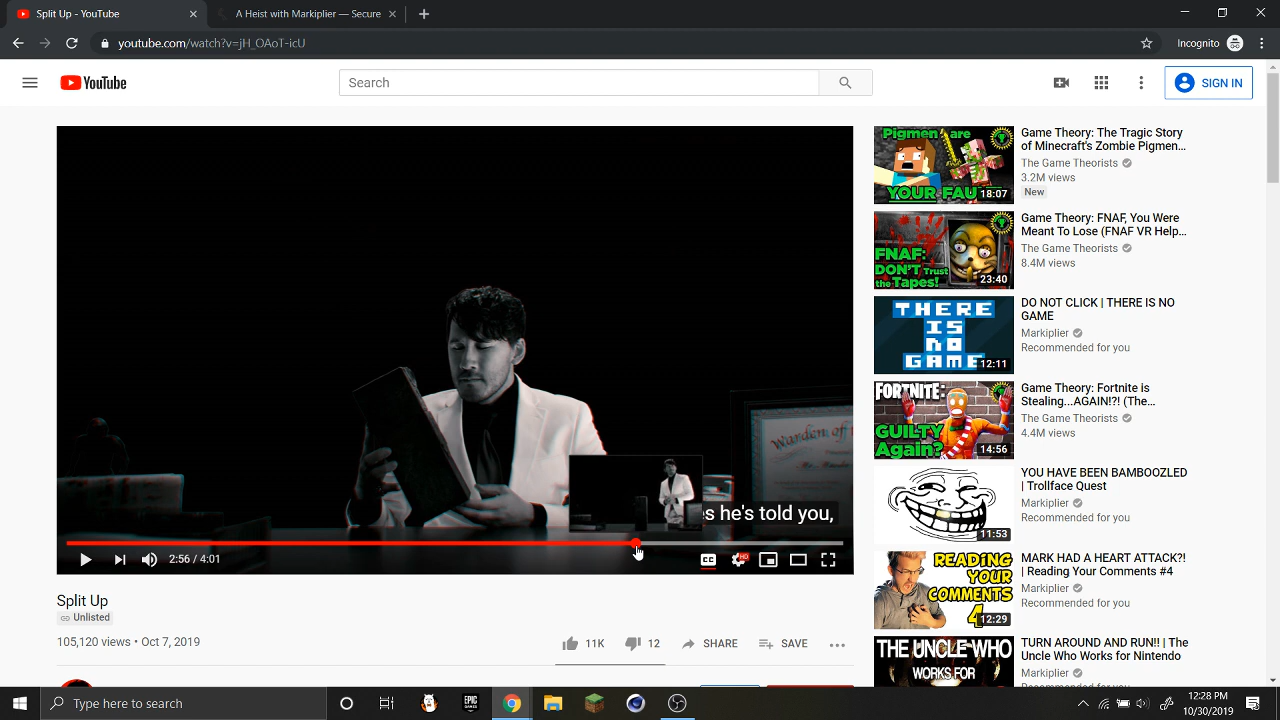 Split Up - YouTube
A Heist with Markiplier — Secure
youtube.com/watch?v=jH_OAoT-icU
Incognito
YouTube
Search
SIGN IN
Warden of
s he's told you,
2:56 / 4:01
CC
HD
Split Up
Unlisted
105,120 views • Oct 7, 2019
11K
12
SHARE
SAVE
Pigmen are
YOUR FAU
18:07
Game Theory: The Tragic Story
of Minecraft's Zombie Pigmen...
The Game Theorists
3.2M views
New
FNAF:
DON'T Trust
the Tapes!
23:40
Game Theory: FNAF, You Were
Meant To Lose (FNAF VR Help...
The Game Theorists
8.4M views
THERE
IS
NO
GAME
12:11
DO NOT CLICK | THERE IS NO
GAME
Markiplier
Recommended for you
FORTNITE:
GUILTY
Again?
14:56
Game Theory: Fortnite is
Stealing...AGAIN!?! (The...
The Game Theorists
4.4M views
11:53
YOU HAVE BEEN BAMBOOZLED
| Trollface Quest
Markiplier
Recommended for you
READING
YOUR
COMMENTS
4
12:29
MARK HAD A HEART ATTACK?!
| Reading Your Comments #4
Markiplier
Recommended for you
THE UNCLE WHO
WORKS FOR
TURN AROUND AND RUN!! | The
Uncle Who Works for Nintendo
Markiplier
Type here to search
EPIC
GAMES
12:28 PM
10/30/2019